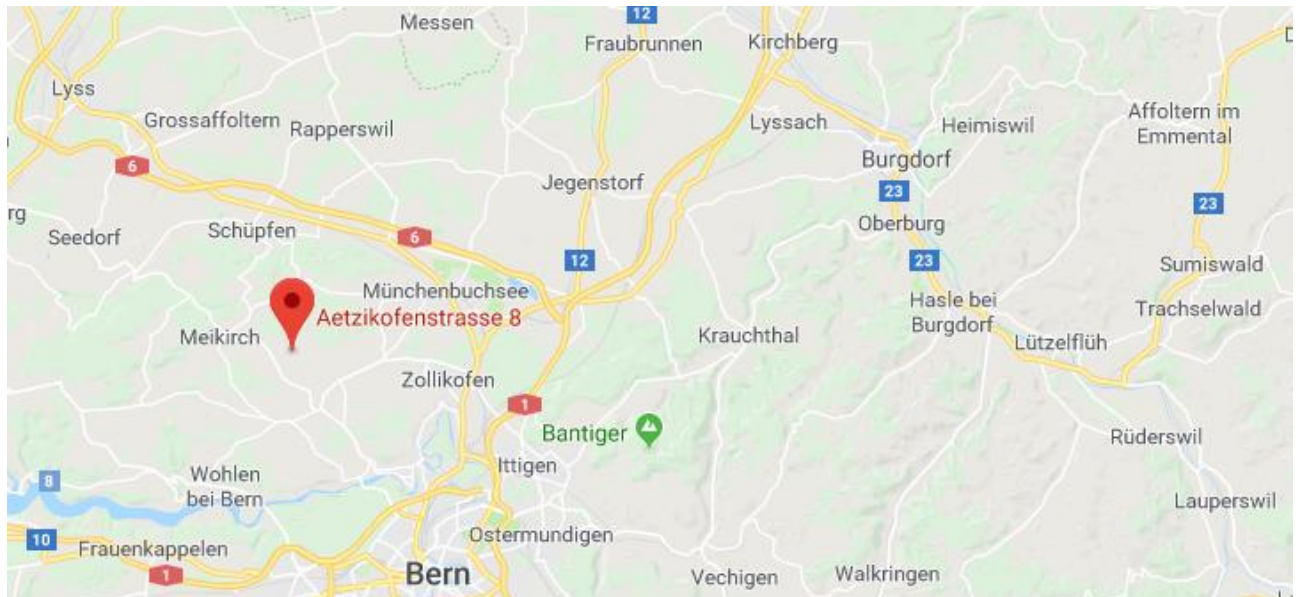 12
Messen
Fraubrunnen
Kirchberg
Lyss
Grossaffoltern
Rapperswil
Lyssach
Heimiswil
Affoltern im
Emmental
6
Burgdorf
Jegenstorf
23
23
rg
Seedorf
Schüpfen
6
Oberburg
12
23
Sumiswald
Münchenbuchsee
Aetzikofenstrasse 8
Meikirch
Krauchthal
Hasle bei
Burgdorf
Trachselwald
Lützelflüh
Zollikofen
1
Bantiger
Rüderswil
Ittigen
8
Wohlen
bei Bern
Lauperswil
10
Frauenkappelen
Ostermundigen
1
Bern
Vechigen
Walkringen